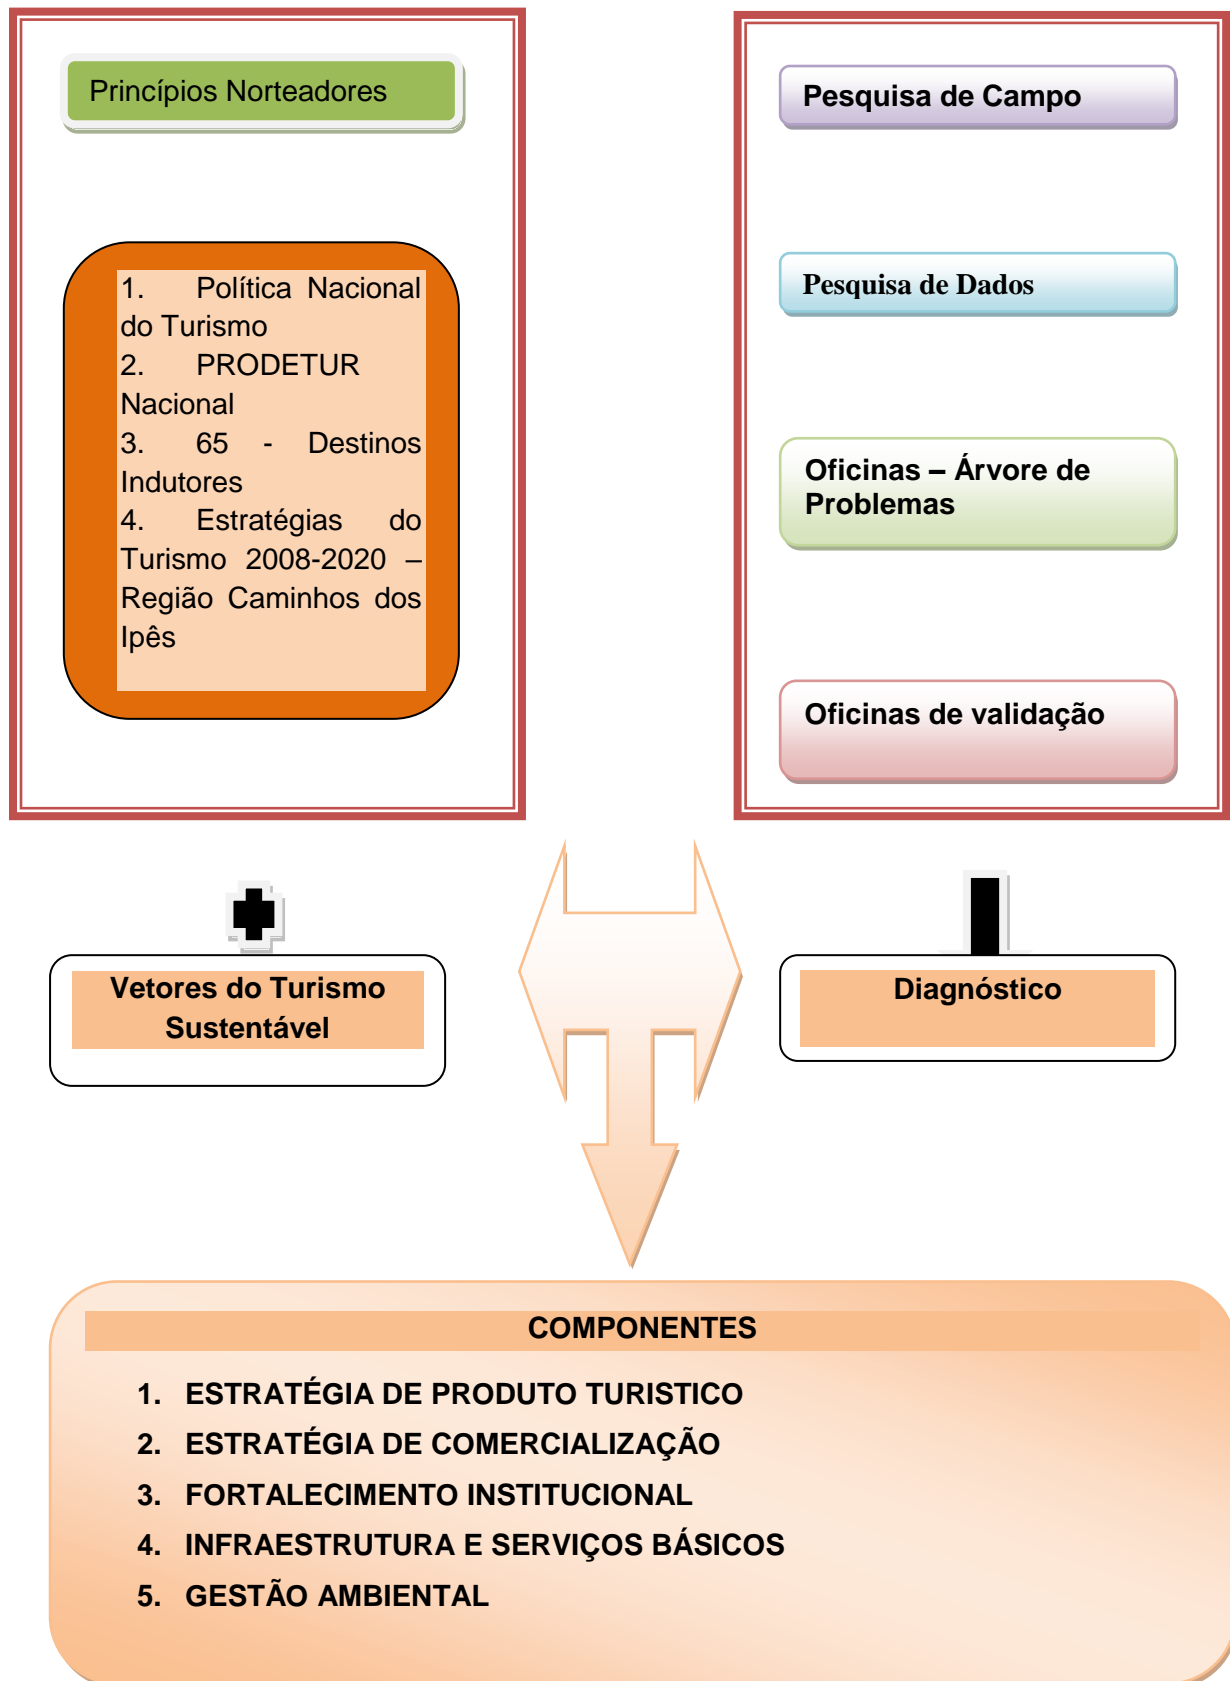 Princípios Norteadores
1. Política Nacional
do Turismo
2. PRODETUR
Nacional
3. 65 - Destinos
Indutores
4. Estratégias do
Turismo 2008-2020 –
Região Caminhos dos
Ipês
Pesquisa de Campo
Pesquisa de Dados
Oficinas – Árvore de
Problemas
Oficinas de validação
Vetores do Turismo
Sustentável
Diagnóstico
COMPONENTES
1. ESTRATÉGIA DE PRODUTO TURISTICO
2. ESTRATÉGIA DE COMERCIALIZAÇÃO
3. FORTALECIMENTO INSTITUCIONAL
4. INFRAESTRUTURA E SERVIÇOS BÁSICOS
5. GESTÃO AMBIENTAL